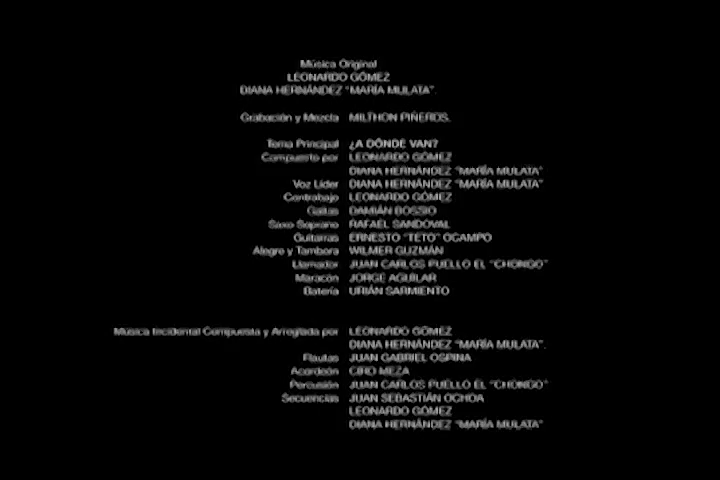 Música Original
LEONARDO GÓMEZ
DIANA HERNÁNDEZ "MARÍA MULATA".
Grabación y Mezcla MILTHON PIÑEROS.
Tema Principal ¿A DÓNDE VAN?
Compuesto por LEONARDO GÓMEZ
DIANA HERNÁNDEZ "MARÍA MULATA"
Voz Líder DIANA HERNÁNDEZ "MARÍA MULATA"
Contrabajo LEONARDO GÓMEZ
Gaitas DAMIÁN BOSSIO
Saxo Soprano RAFAEL SANDOVAL
Guitarras ERNESTO "TETO" OCAMPO
Alegre y Tambora WILMER GUZMÁN
Llamador JUAN CARLOS PUELLO EL "CHONGO"
Maracón JORGE AGUILAR
Batería URIÁN SARMIENTO
Música Incidental Compuesta y Arreglada por LEONARDO GÓMEZ
DIANA HERNÁNDEZ "MARÍA MULATA".
Flautas JUAN GABRIEL OSPINA
Acordeón CIRO MEZA
Percusión JUAN CARLOS PUELLO EL "CHONGO"
Secuencias JUAN SEBASTIÁN OCHOA
LEONARDO GÓMEZ
DIANA HERNÁNDEZ "MARÍA MULATA"